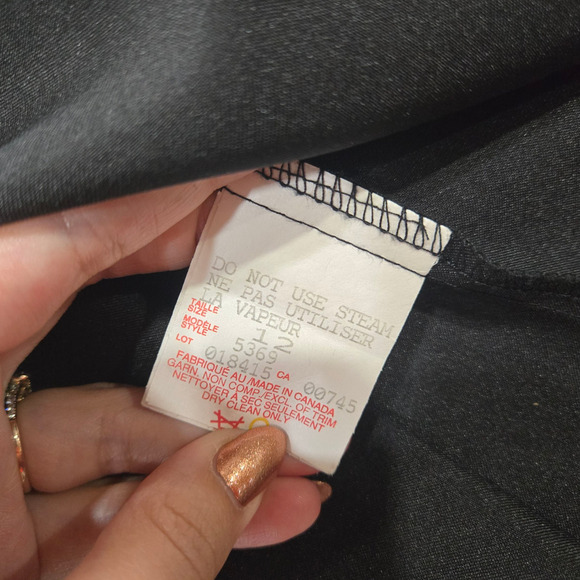 DO NOT USE STEAM
NE PAS UTILISER
LA VAPEUR
TAILLE
SIZE 12
MODÈLE
STYLE 5369
LOT 018415 CA 00745
FABRIQUÉ AU/MADE IN CANADA
GARN. NON COMP./EXCL. OF TRIM
NETTOYER À SEC SEULEMENT
DRY CLEAN ONLY